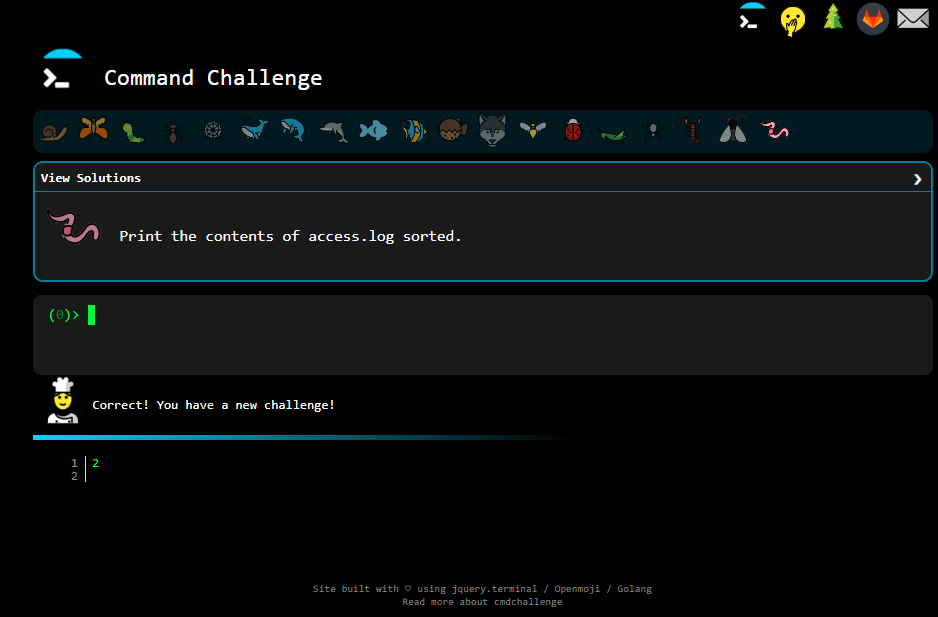 Command Challenge
View Solutions
Print the contents of access.log sorted.
(0)>
Correct! You have a new challenge!
1 2
2
Site built with ♡ using jquery.terminal / Openmoji / Golang
Read more about cmdchallenge